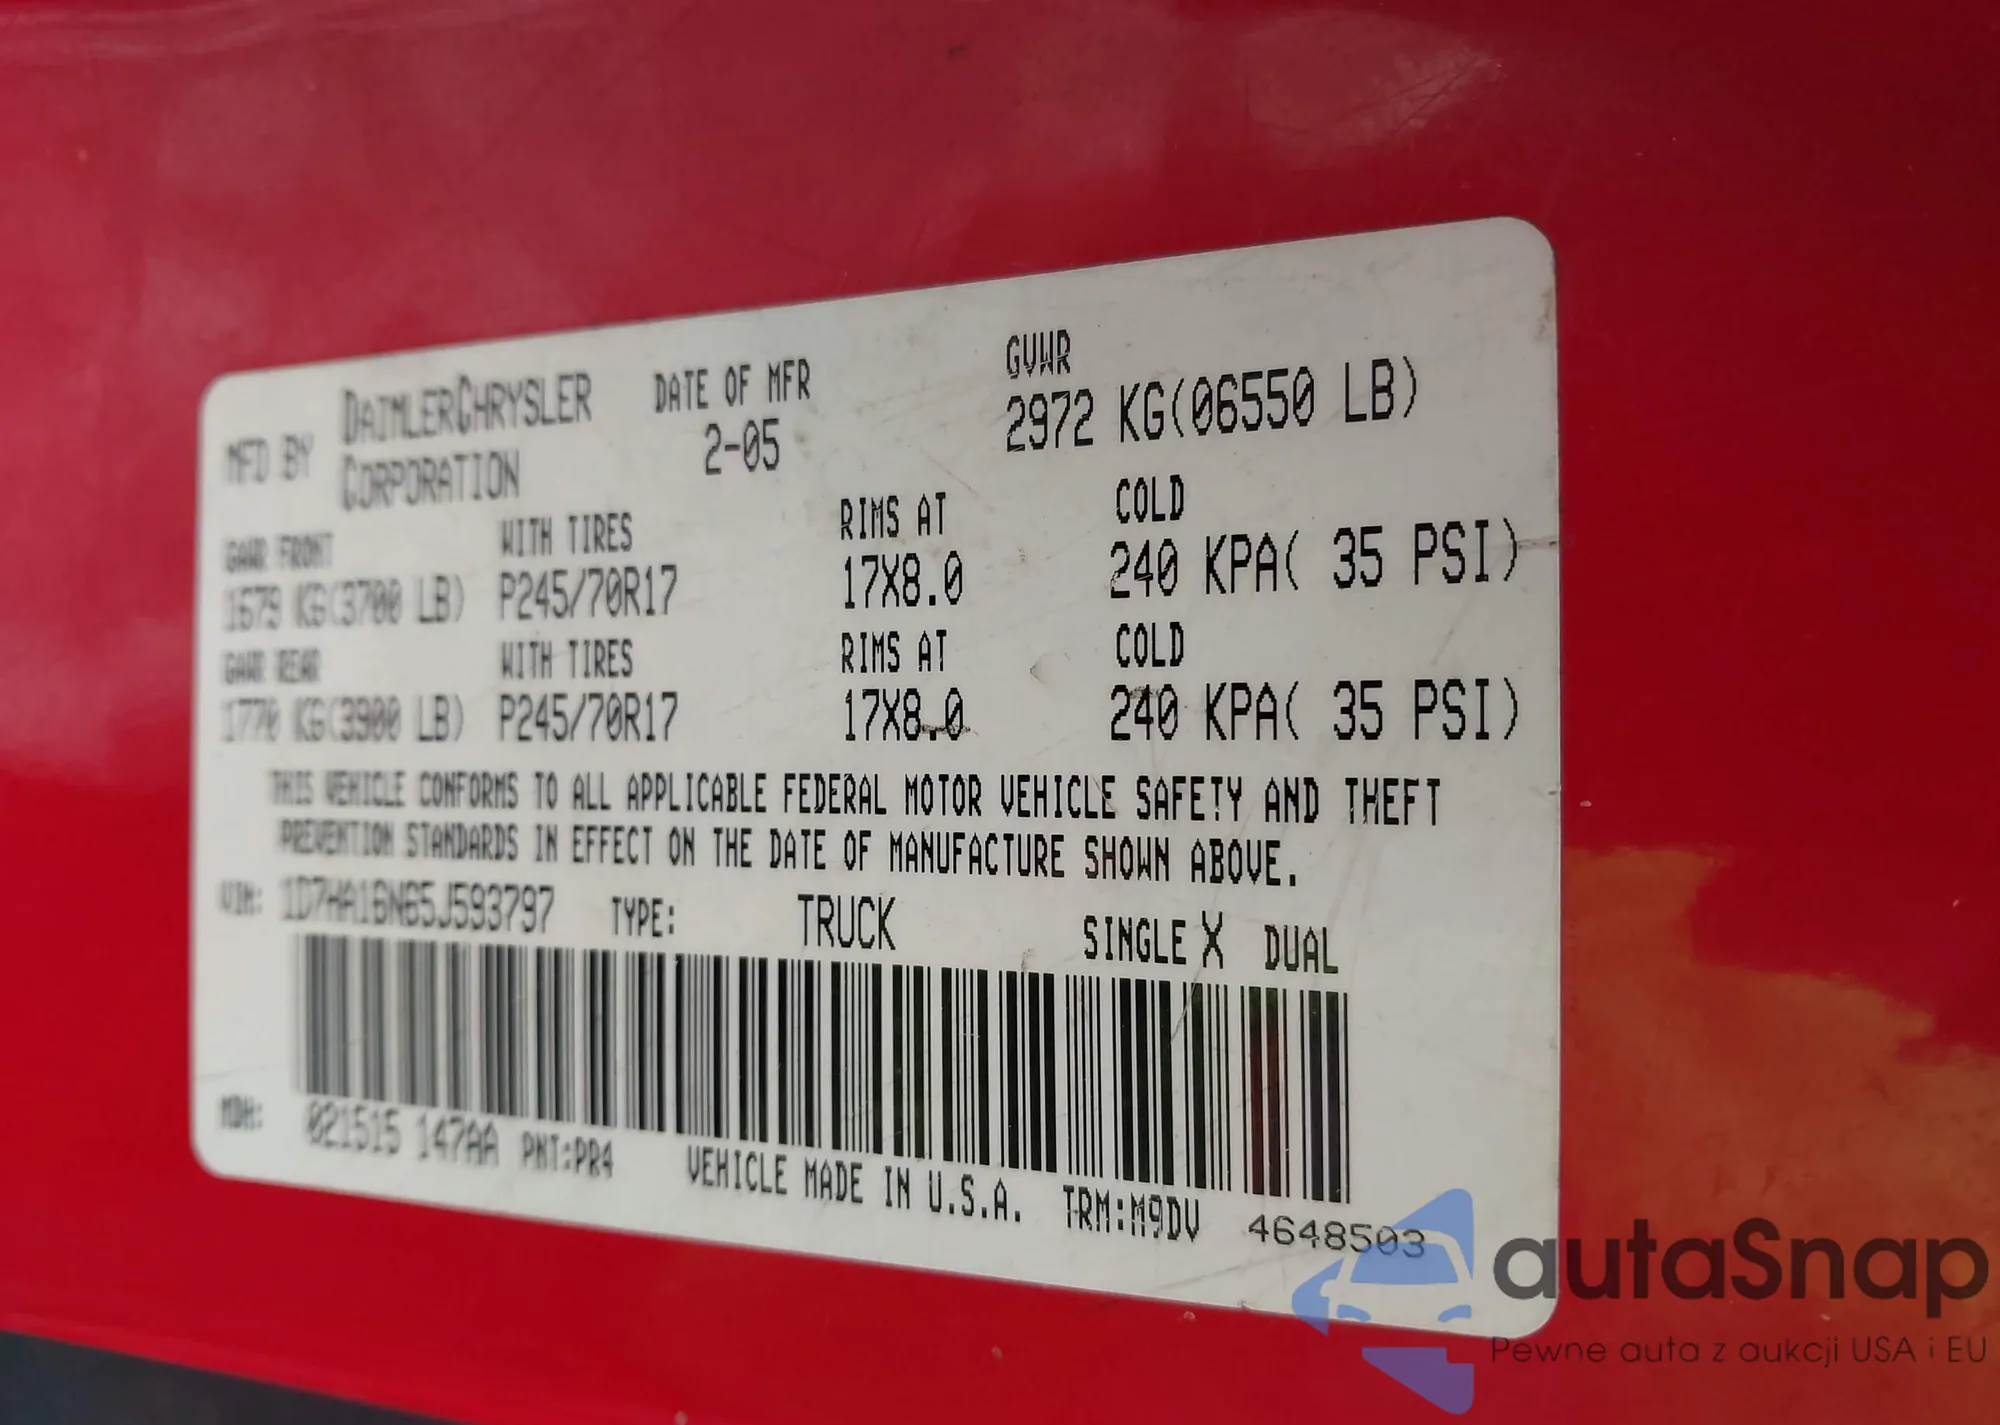 MFD BY DAIMLERCHRYSLER CORPORATION DATE OF MFR 2-05 GVWR 2972 KG(06550 LB)
GAWR FRONT WITH TIRES RIMS AT COLD
1679 KG(3700 LB) P245/70R17 17X8.0 240 KPA( 35 PSI)
GAWR REAR WITH TIRES RIMS AT COLD
1770 KG(3900 LB) P245/70R17 17X8.0 240 KPA( 35 PSI)
THIS VEHICLE CONFORMS TO ALL APPLICABLE FEDERAL MOTOR VEHICLE SAFETY AND THEFT
PREVENTION STANDARDS IN EFFECT ON THE DATE OF MANUFACTURE SHOWN ABOVE.
VIN: 1D7HA16N65J593797 TYPE: TRUCK SINGLE X DUAL
MDH: 021515 147AA PNT:PR4 VEHICLE MADE IN U.S.A. TRM:M9DV 4648503
autaSnap
Pewne auta z aukcji USA i EU